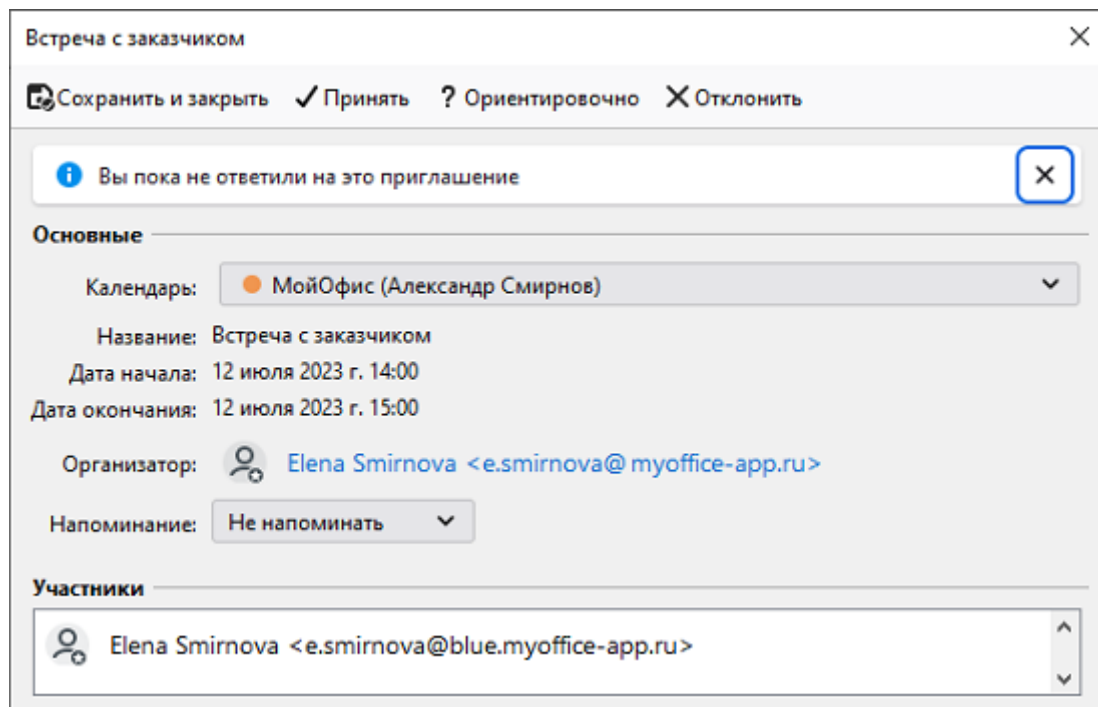 Встреча с заказчиком
Сохранить и закрыть Принять ? Ориентировочно Отклонить
Вы пока не ответили на это приглашение
Основные
Календарь: МойОфис (Александр Смирнов)
Название: Встреча с заказчиком
Дата начала: 12 июля 2023 г. 14:00
Дата окончания: 12 июля 2023 г. 15:00
Организатор: Elena Smirnova <e.smirnova@ myoffice-app.ru>
Напоминание: Не напоминать
Участники
Elena Smirnova <e.smirnova@blue.myoffice-app.ru>